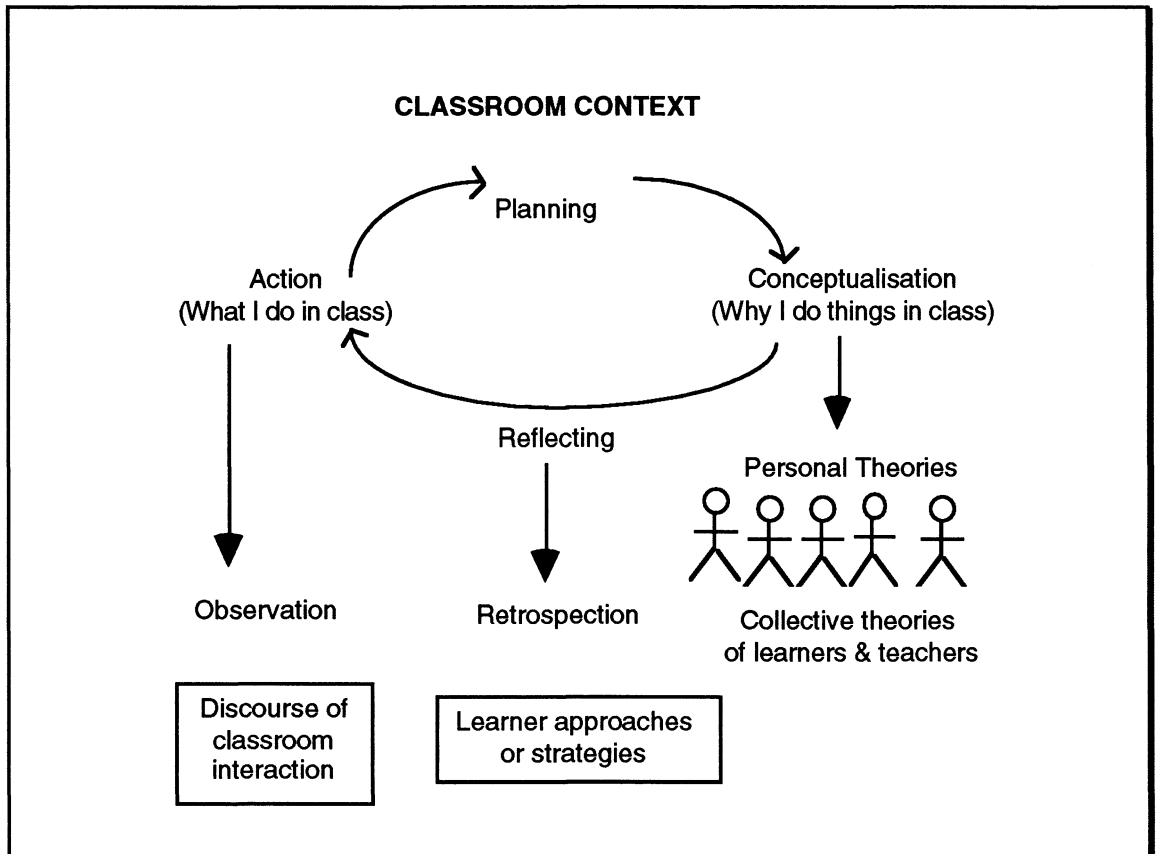 CLASSROOM CONTEXT
Planning
Action
(What I do in class)
Conceptualisation
(Why I do things in class)
Reflecting
Personal Theories
Observation
Retrospection
Collective theories
of learners & teachers
Discourse of
classroom
interaction
Learner approaches
or strategies